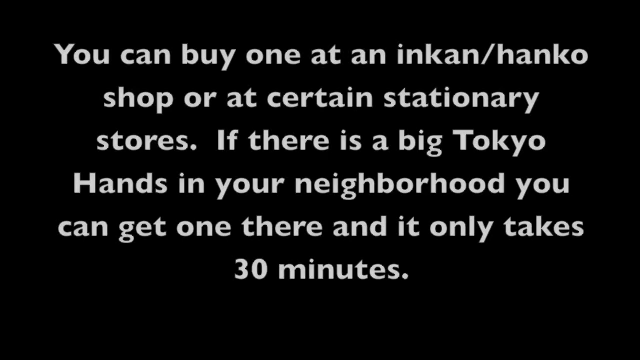 You can buy one at an inkan/hanko
shop or at certain stationary
stores.  If there is a big Tokyo
Hands in your neighborhood you
can get one there and it only takes
30 minutes.